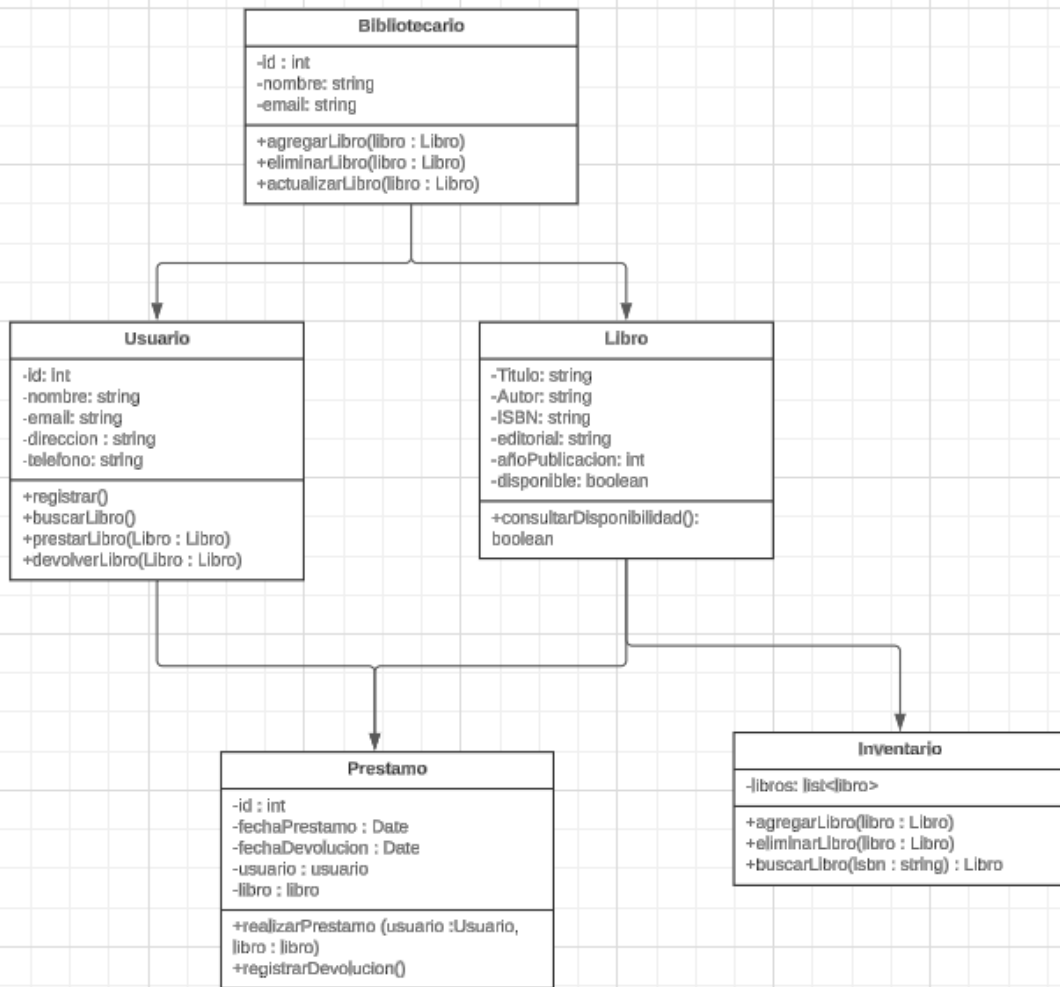 Bibliotecario
-id : int
-nombre: string
-email: string
+agregarLibro(libro : Libro)
+eliminarLibro(libro : Libro)
+actualizarLibro(libro : Libro)
Usuario
-id: int
-nombre: string
-email: string
-direccion : string
-telefono: string
+registrar()
+buscarLibro()
+prestarLibro(Libro : Libro)
+devolverLibro(Libro : Libro)
Libro
-Titulo: string
-Autor: string
-ISBN: string
-editorial: string
-añoPublicacion: int
-disponible: boolean
+consultarDisponibilidad():
boolean
Prestamo
-id : int
-fechaPrestamo : Date
-fechaDevolucion : Date
-usuario : usuario
-libro : libro
+realizarPrestamo (usuario :Usuario,
libro : libro)
+registrarDevolucion()
Inventario
-libros: list<libro>
+agregarLibro(libro : Libro)
+eliminarLibro(libro : Libro)
+buscarLibro(isbn : string) : Libro